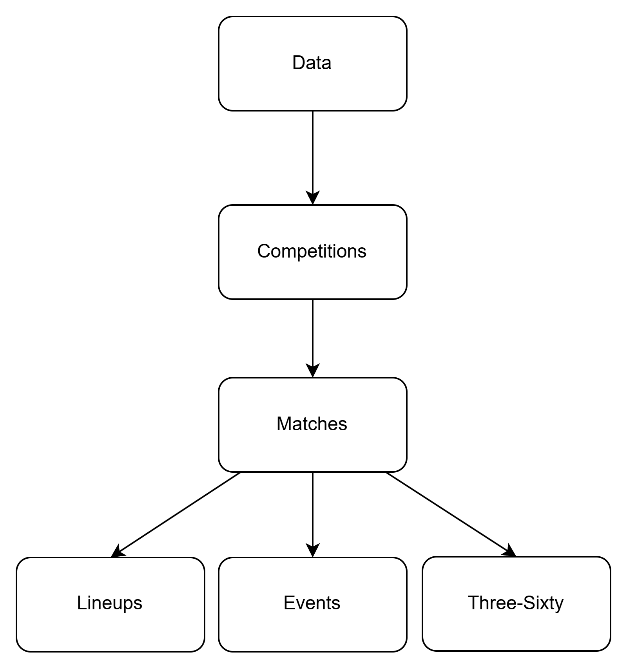 Data
Competitions
Matches
Lineups
Events
Three-Sixty